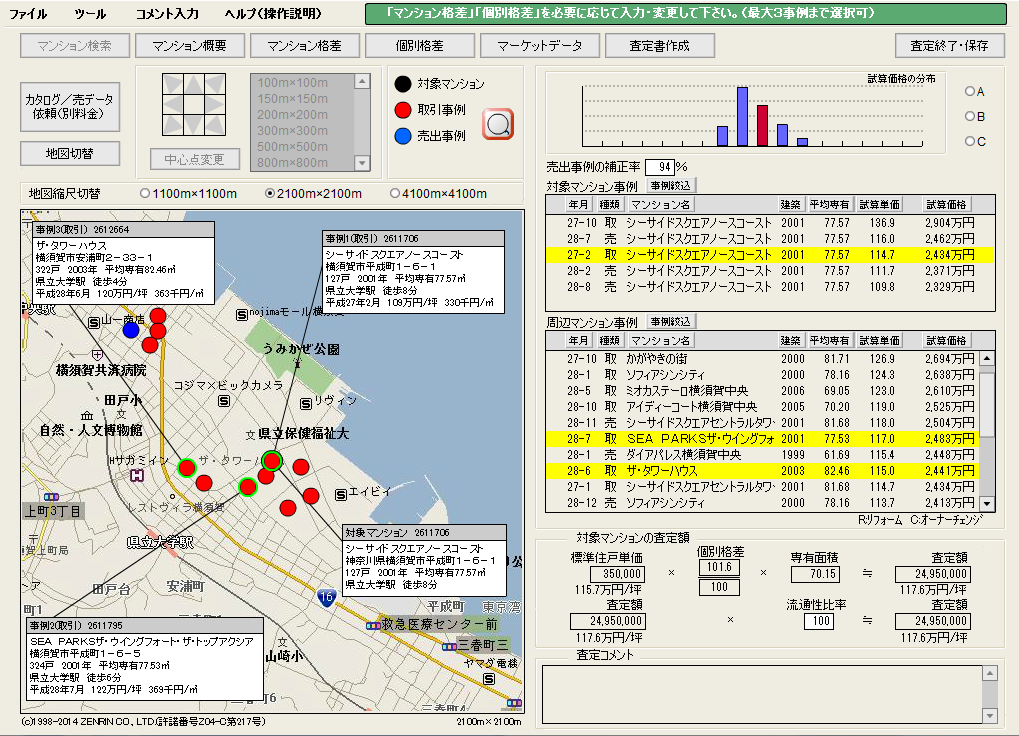 ファイル ツール コメント入力 ヘルプ(操作説明)
「マンション格差」「個別格差」を必要に応じて入力・変更して下さい。(最大3事例まで選択可)
マンション検索 マンション概要 マンション格差 個別格差 マーケットデータ 査定書作成 査定終了・保存
カタログ/売データ
依頼(別料金)
地図切替
中心点変更
100m×100m
150m×150m
200m×200m
300m×300m
500m×500m
800m×800m
対象マンション
取引事例
売出事例
地図縮尺切替 1100m×1100m 2100m×2100m 4100m×4100m
事例3(取引) 2612664
ザ・タワーハウス
横須賀市安浦町2-33-1
322戸 2003年 平均専有82.46㎡
県立大学駅 徒歩4分
平成28年6月 120万円/坪 363千円/㎡
事例1(取引) 2611706
シーサイドスクエアノースコースト
横須賀市平成町1-6-1
127戸 2001年 平均専有77.57㎡
県立大学駅 徒歩8分
平成27年2月 109万円/坪 330千円/㎡
山一商店
nojimaモール横須賀
うみかぜ公園
横須賀共済病院
コジマ×ビックカメラ
田戸小
リヴィン
自然・人文博物館
県立保健福祉大
Hサガミイン
ザ・タワー
エイビイ
レストヴィラ横須賀
上町3丁目
横須賀上町局
県立大学駅
対象マンション 2611706
シーサイドスクエアノースコースト
神奈川県横須賀市平成町1-6-1
127戸 2001年 平均専有77.57㎡
県立大学駅 徒歩8分
安浦町
田戸台
16
平成町
東京湾
救急医療センター前
三春町三
ヤマダ電機
山崎小
事例2(取引) 2611795
SEA PARKSザ・ウイングフォート・ザ・トップアクシア
横須賀市平成町1-6-5
324戸 2001年 平均専有77.53㎡
県立大学駅 徒歩6分
平成28年7月 122万円/坪 369千円/㎡
(c)1998-2014 ZENRIN CO., LTD.(許諾番号Z04-C第217号) 2100m×2100m
試算価格の分布
A
B
C
売出事例の補正率 94 %
対象マンション事例 事例絞込
年月 種類 マンション名 建築 平均専有 試算単価 試算価格
27-10 取 シーサイドスクエアノースコースト 2001 77.57 136.9 2,904万円
28-7 売 シーサイドスクエアノースコースト 2001 77.57 116.0 2,462万円
27-2 取 シーサイドスクエアノースコースト 2001 77.57 114.7 2,434万円
28-2 売 シーサイドスクエアノースコースト 2001 77.57 111.7 2,371万円
28-8 売 シーサイドスクエアノースコースト 2001 77.57 109.8 2,329万円
周辺マンション事例 事例絞込
年月 種類 マンション名 建築 平均専有 試算単価 試算価格
27-10 取 かがやきの街 2000 81.71 126.9 2,694万円
28-1 取 ソフィアシンシティ 2000 78.16 124.3 2,638万円
28-5 取 ミオカステーロ横須賀中央 2006 69.05 123.0 2,610万円
28-10 取 アイディーコート横須賀中央 2005 70.20 119.0 2,525万円
28-11 売 シーサイドスクエアセントラルタワ- 2001 81.68 118.0 2,504万円
28-7 取 SEA PARKSザ・ウイングフォ 2001 77.53 117.0 2,483万円
28-1 売 ダイアパレス横須賀中央 1999 61.69 115.4 2,448万円
28-6 取 ザ・タワーハウス 2003 82.46 115.0 2,441万円
27-1 取 シーサイドスクエアセントラルタワ- 2001 81.68 114.7 2,434万円
28-12 売 ソフィアシンシティ 2000 78.16 113.7 2,413万円
R:リフォーム C:オーナーチェンジ
対象マンションの査定額
標準住戸単価 個別格差 専有面積 査定額
350,000 × 101.6 × 70.15 ≒ 24,950,000
115.7万円/坪 100 117.6万円/坪
査定額 流通性比率 査定額
24,950,000 × 100 ≒ 24,950,000
117.6万円/坪 117.6万円/坪
査定コメント